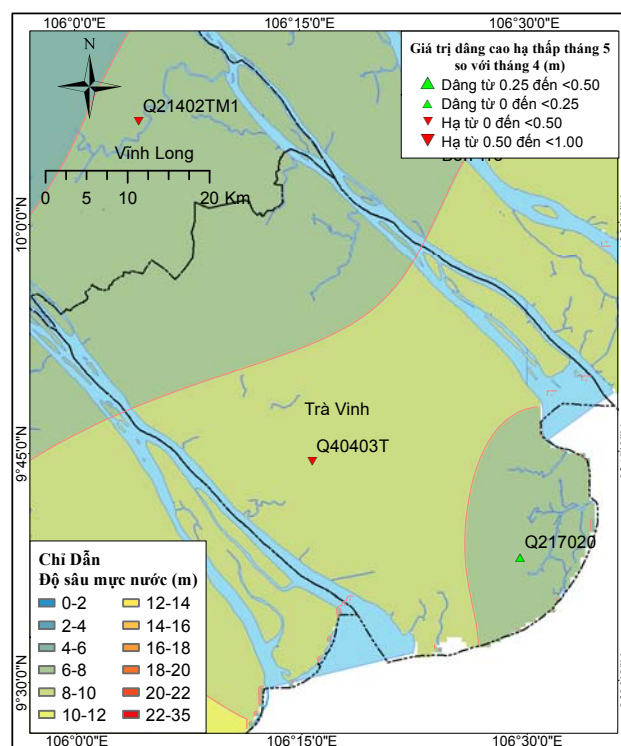 106°0'0"E
106°15'0"E
106°30'0"E
Giá trị dâng cao hạ thấp tháng 5
so với tháng 4 (m)
Dâng từ 0.25 đến <0.50
Dâng từ 0 đến <0.25
Hạ từ 0 đến <0.50
Hạ từ 0.50 đến <1.00
N
Q21402TM1
Vĩnh Long
0 5 10 20 Km
10°0'0"N
Trà Vinh
Q40403T
9°45'0"N
Q217020
Chỉ Dẫn
Độ sâu mực nước (m)
0-2 12-14
2-4 14-16
4-6 16-18
6-8 18-20
8-10 20-22
10-12 22-35
9°30'0"N
106°0'0"E
106°15'0"E
106°30'0"E